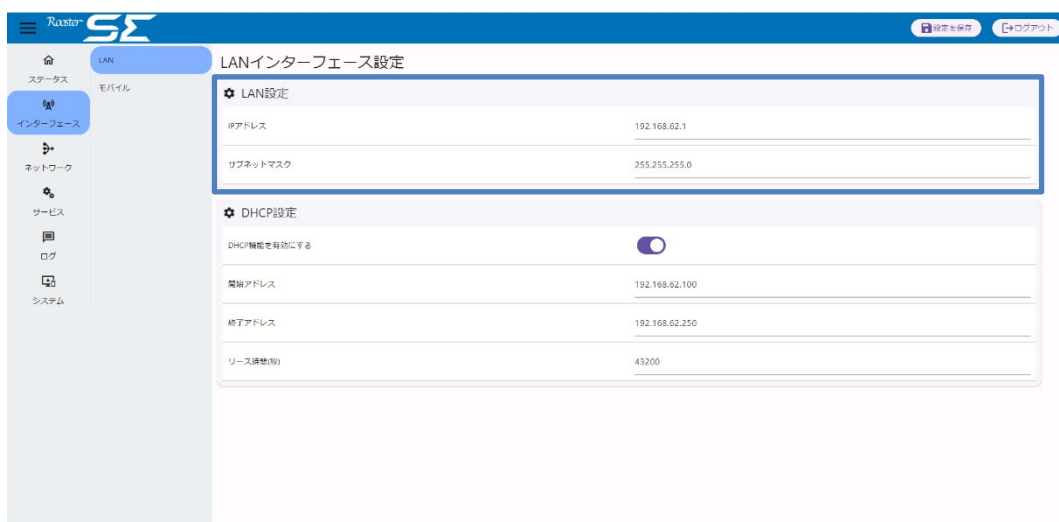 Rooster SE
設定を保存
ログアウト
ステータス
インターフェース
ネットワーク
サービス
ログ
システム
LAN
モバイル
LANインターフェース設定
LAN設定
IPアドレス 192.168.62.1
サブネットマスク 255.255.255.0
DHCP設定
DHCP機能を有効にする
開始アドレス 192.168.62.100
終了アドレス 192.168.62.250
リース時間(秒) 43200